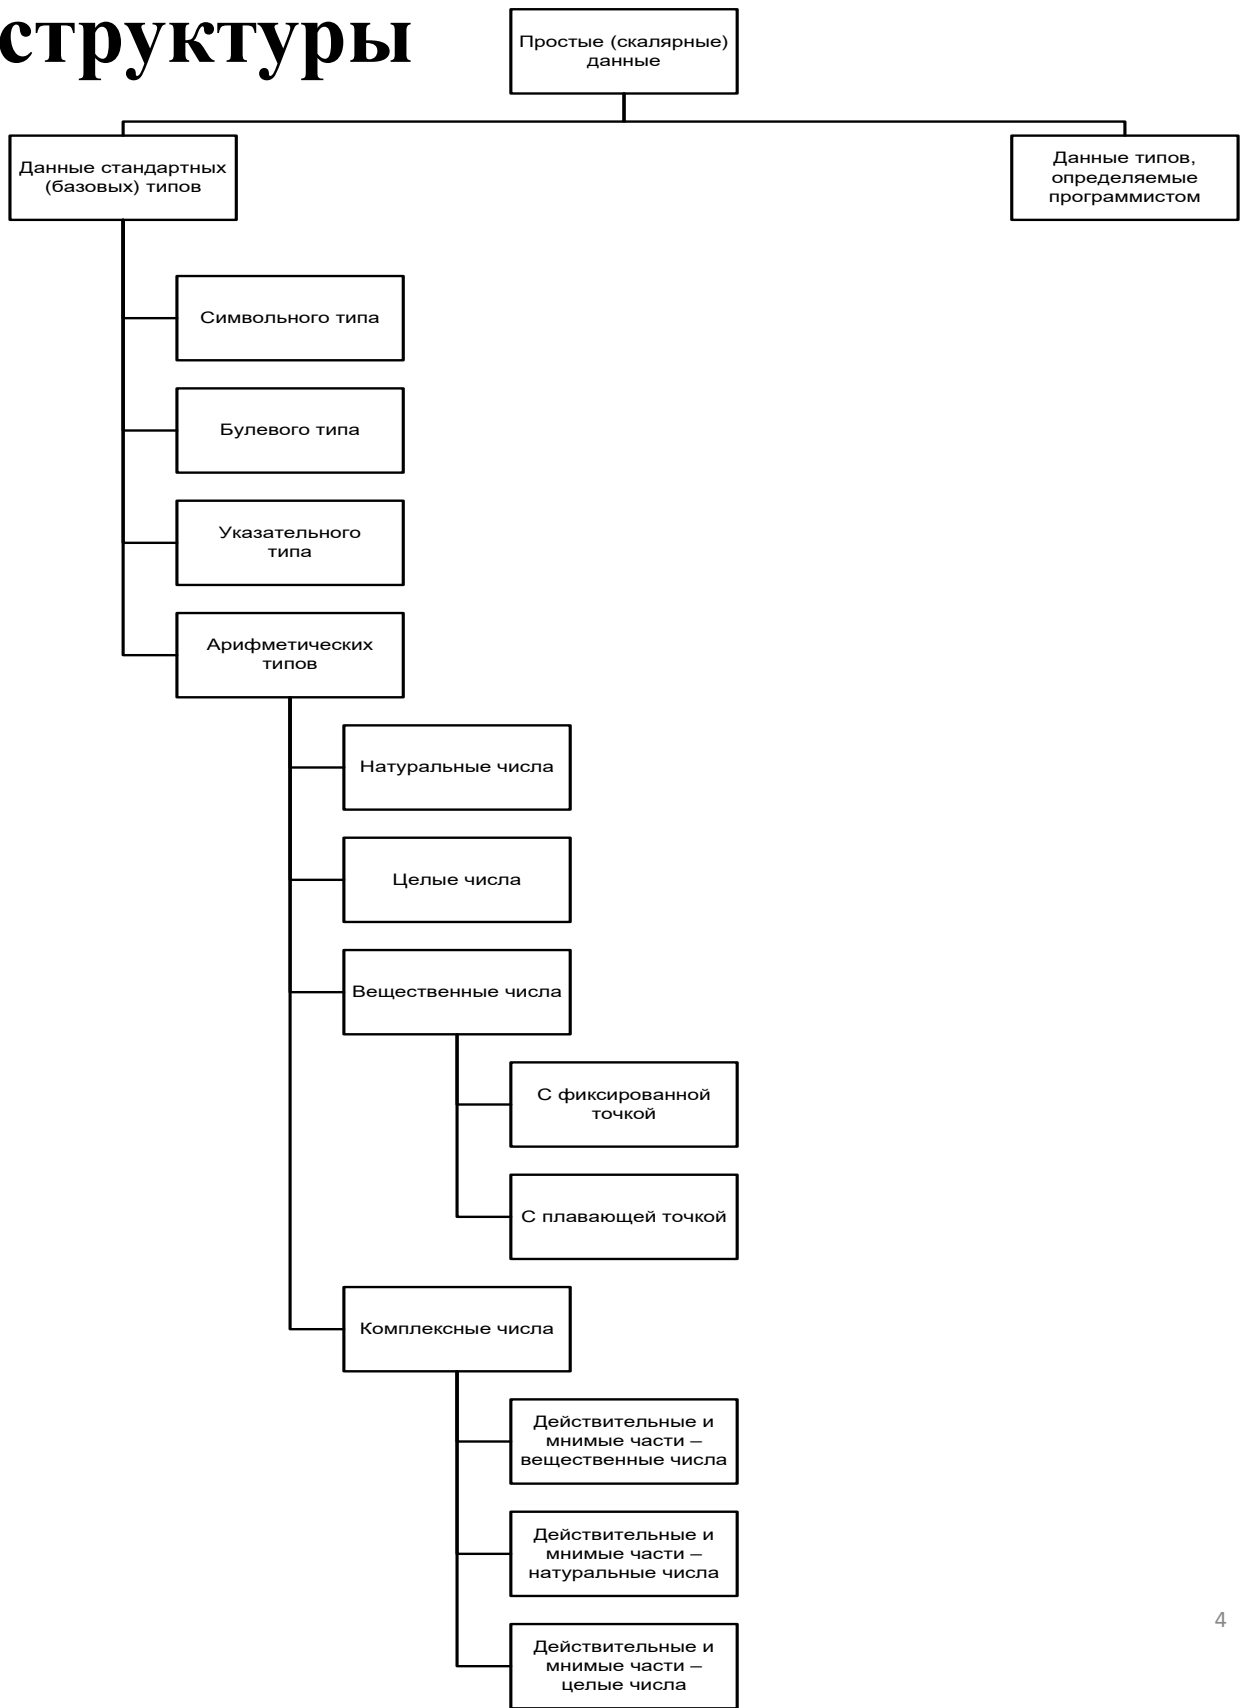 структуры
Простые (скалярные)
данные
Данные стандартных
(базовых) типов
Данные типов,
определяемые
программистом
Символьного типа
Булевого типа
Указательного
типа
Арифметических
типов
Натуральные числа
Целые числа
Вещественные числа
С фиксированной
точкой
С плавающей точкой
Комплексные числа
Действительные и
мнимые части –
вещественные числа
Действительные и
мнимые части –
натуральные числа
Действительные и
мнимые части –
целые числа
4